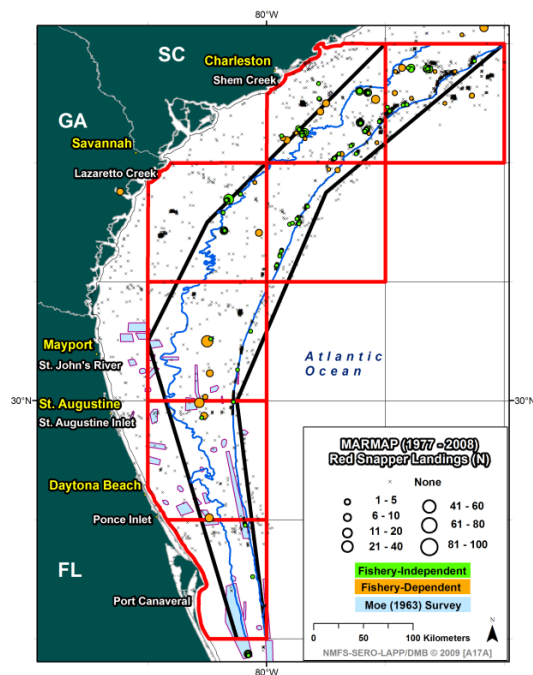 80°W
SC
Charleston
Shem Creek
GA
Savannah
Lazaretto Creek
Mayport
St. John's River
Atlantic
Ocean
30°N
30°N
St. Augustine
St. Augustine Inlet
Daytona Beach
Ponce Inlet
FL
Port Canaveral
MARMAP (1977 - 2008)
Red Snapper Landings (N)
None
1 - 5
6 - 10
11 - 20
21 - 40
41 - 60
61 - 80
81 - 100
Fishery-Independent
Fishery-Dependent
Moe (1963) Survey
0 50 100 Kilometers
N
NMFS-SERO-LAPP/DMB © 2009 [A17A]
80°W